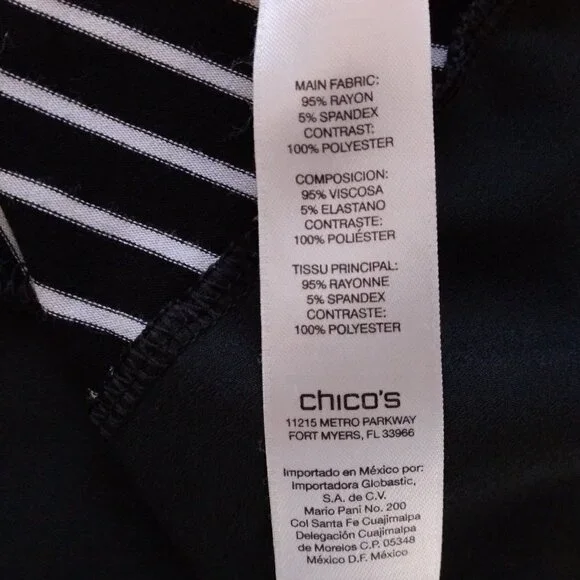 MAIN FABRIC:
95% RAYON
5% SPANDEX
CONTRAST:
100% POLYESTER
COMPOSICION:
95% VISCOSA
5% ELASTANO
CONTRASTE:
100% POLIÉSTER
TISSU PRINCIPAL:
95% RAYONNE
5% SPANDEX
CONTRASTE:
100% POLYESTER
chico's
11215 METRO PARKWAY
FORT MYERS, FL 33966
Importado en México por:
Importadora Globastic,
S.A. de C.V.
Mario Pani No. 200
Col Santa Fe Cuajimalpa
Delegación Cuajimalpa
de Morelos C.P. 05348
México D.F. México